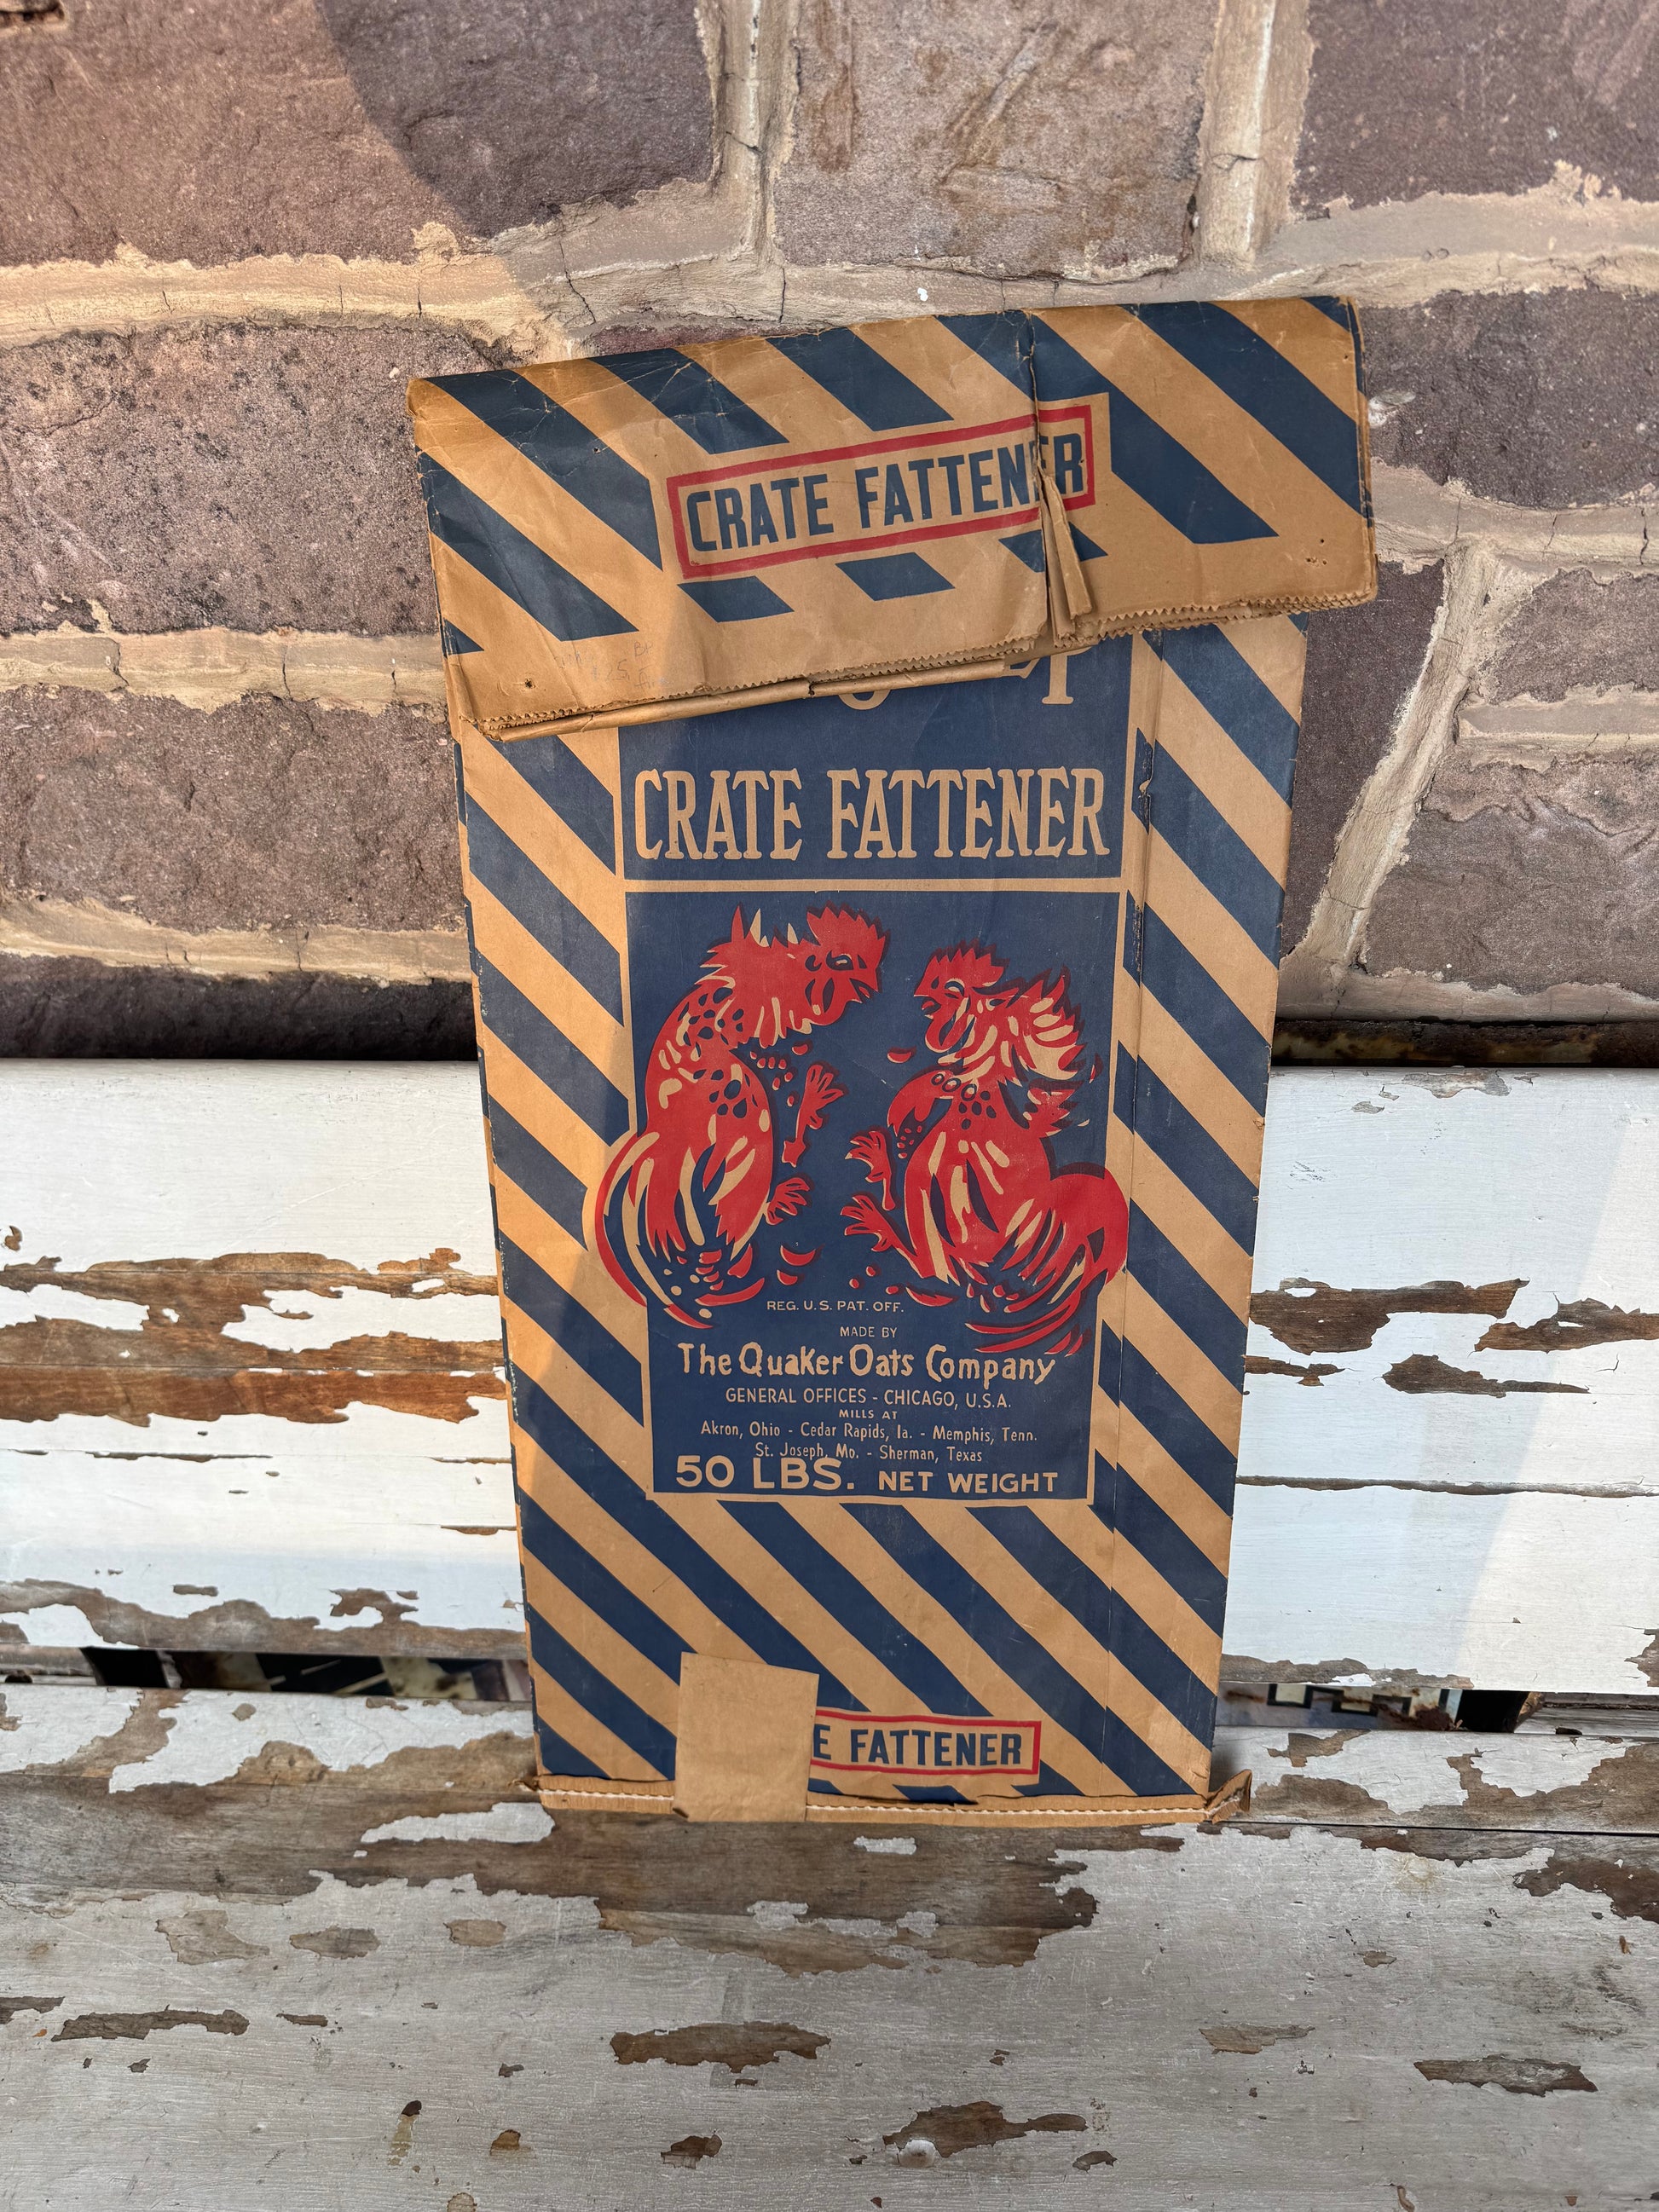 CRATE FATTENER
CRATE FATTENER
REG. U.S. PAT. OFF.
MADE BY
The Quaker Oats Company
GENERAL OFFICES - CHICAGO, U.S.A.
MILLS AT
Akron, Ohio - Cedar Rapids, Ia. - Memphis, Tenn.
St. Joseph, Mo. - Sherman, Texas
50 LBS. NET WEIGHT
E FATTENER